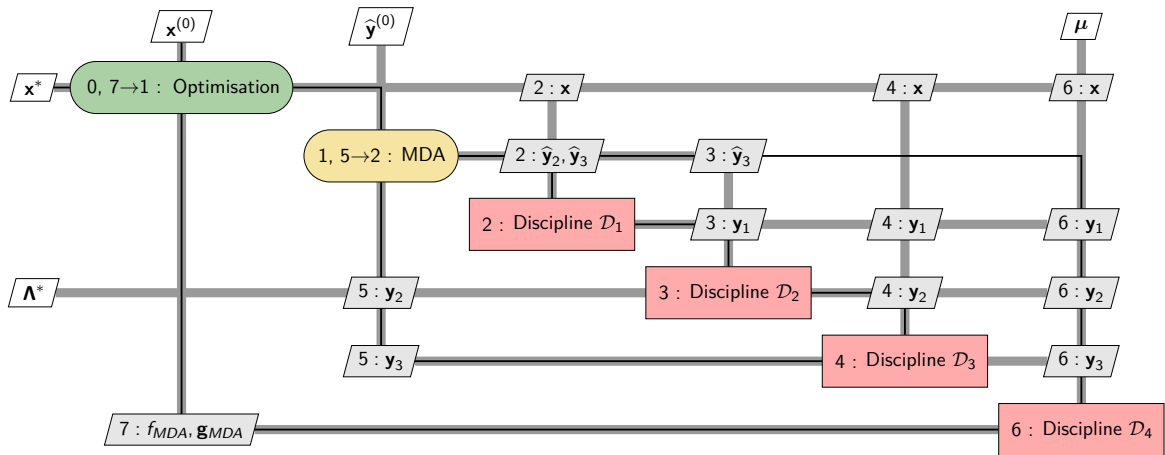 𝐱⁽⁰⁾ 𝐲̂⁽⁰⁾ 𝝁
𝐱* 0, 7→1 : Optimisation 2 : 𝐱 4 : 𝐱 6 : 𝐱
1, 5→2 : MDA 2 : 𝐲̂₂, 𝐲̂₃ 3 : 𝐲̂₃
2 : Discipline 𝒟₁ 3 : 𝐲₁ 4 : 𝐲₁ 6 : 𝐲₁
𝚲* 5 : 𝐲₂ 3 : Discipline 𝒟₂ 4 : 𝐲₂ 6 : 𝐲₂
5 : 𝐲₃ 4 : Discipline 𝒟₃ 6 : 𝐲₃
7 : f_MDA, 𝐠_MDA 6 : Discipline 𝒟₄